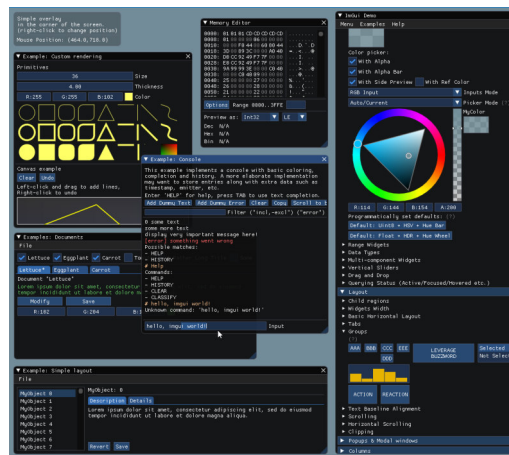 Simple overlay
in the corner of the screen.
(right-click to change position)
Mouse Position: (464.0,710.0)
Example: Custom rendering
Primitives
36 Size
4.00 Thickness
R:255 G:255 B:102 Color
Canvas example
Clear Undo
Left-click and drag to add lines,
Right-click to undo
Example: Documents
File
Lettuce Eggplant Carrot
Lettuce* Eggplant Carrot
Document "Lettuce"
Lorem ipsum dolor sit amet, consectetur
tempor incididunt ut labore et dolore magna
Modify Save
R:102 G:204
Example: Simple layout
File
MyObject 0
MyObject 1
MyObject 2
MyObject 3
MyObject 4
MyObject 5
MyObject 6
MyObject 7
MyObject: 0
Description Details
Lorem ipsum dolor sit amet, consectetur adipiscing elit, sed do eiusmod
tempor incididunt ut labore et dolore magna aliqua.
Revert Save
Memory Editor
Options Range 0000..3FFE
Preview as: Int32 LE
Dec N/A
Hex N/A
Bin N/A
Example: Console
This example implements a console with basic coloring,
completion and history. A more elaborate implementation
may want to store entries along with extra data such as
timestamp, emitter, etc.
Enter 'HELP' for help, press TAB to use text completion.
Add Dummy Text Add Dummy Error Clear Copy Scroll to
Filter ("incl,-excl") ("error")
0 some text
some more text
display very important message here!
[error] something went wrong
Possible matches:
- HELP
- HISTORY
# Help
Commands:
- HELP
- HISTORY
- CLEAR
- CLASSIFY
# hello, imgui world!
Unknown command: 'hello, imgui world!'
hello, imgui world! Input
ImGui Demo
Menu Examples Help
Color picker:
With Alpha
With Alpha Bar
With Side Preview With Ref Color
RGB Input Inputs Mode
Auto/Current Picker Mode (?)
MyColor
R:114 G:144 B:154 A:200
Programmatically set defaults: (?)
Default: Uint8 + HSV + Hue Bar
Default: Float + HDR + Hue Wheel
Range Widgets
Data Types
Multi-component Widgets
Vertical Sliders
Drag and Drop
Querying Status (Active/Focused/Hovered etc.)
Layout
Child regions
Widgets Width
Basic Horizontal Layout
Tabs
Groups
(?)
AAA BBB CCC EEE
DDD
LEVERAGE
BUZZWORD
Selected
Not Selec
ACTION REACTION
Text Baseline Alignment
Scrolling
Horizontal Scrolling
Clipping
Popups & Modal windows
Columns